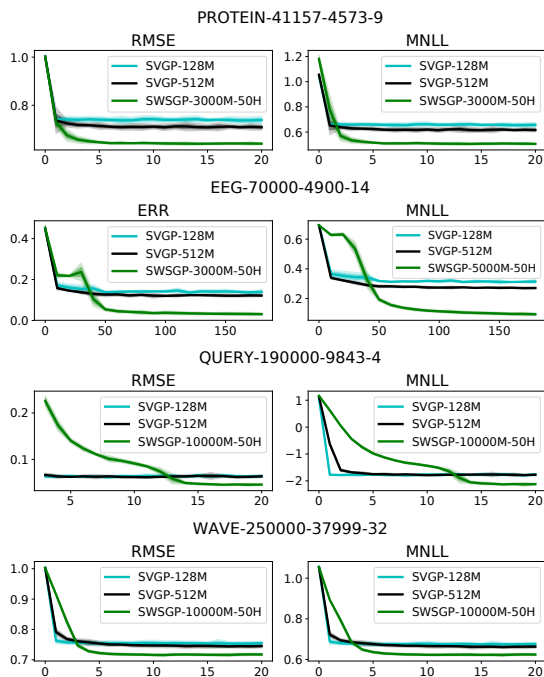 PROTEIN-41157-4573-9
RMSE
MNLL
1.0
0.8
0 5 10 15 20
SVGP-128M
SVGP-512M
SWSGP-3000M-50H
1.2
1.0
0.8
0.6
0 5 10 15 20
SVGP-128M
SVGP-512M
SWSGP-3000M-50H
EEG-70000-4900-14
ERR
MNLL
0.4
0.2
0.0
0 50 100 150
SVGP-128M
SVGP-512M
SWSGP-3000M-50H
0.6
0.4
0.2
0 50 100 150
SVGP-128M
SVGP-512M
SWSGP-5000M-50H
QUERY-190000-9843-4
RMSE
MNLL
0.2
0.1
5 10 15 20
SVGP-128M
SVGP-512M
SWSGP-10000M-50H
1
0
−1
−2
0 5 10 15 20
SVGP-128M
SVGP-512M
SWSGP-10000M-50H
WAVE-250000-37999-32
RMSE
MNLL
1.0
0.9
0.8
0.7
0 5 10 15 20
SVGP-128M
SVGP-512M
SWSGP-10000M-50H
1.0
0.8
0.6
0 5 10 15 20
SVGP-128M
SVGP-512M
SWSGP-10000M-50H